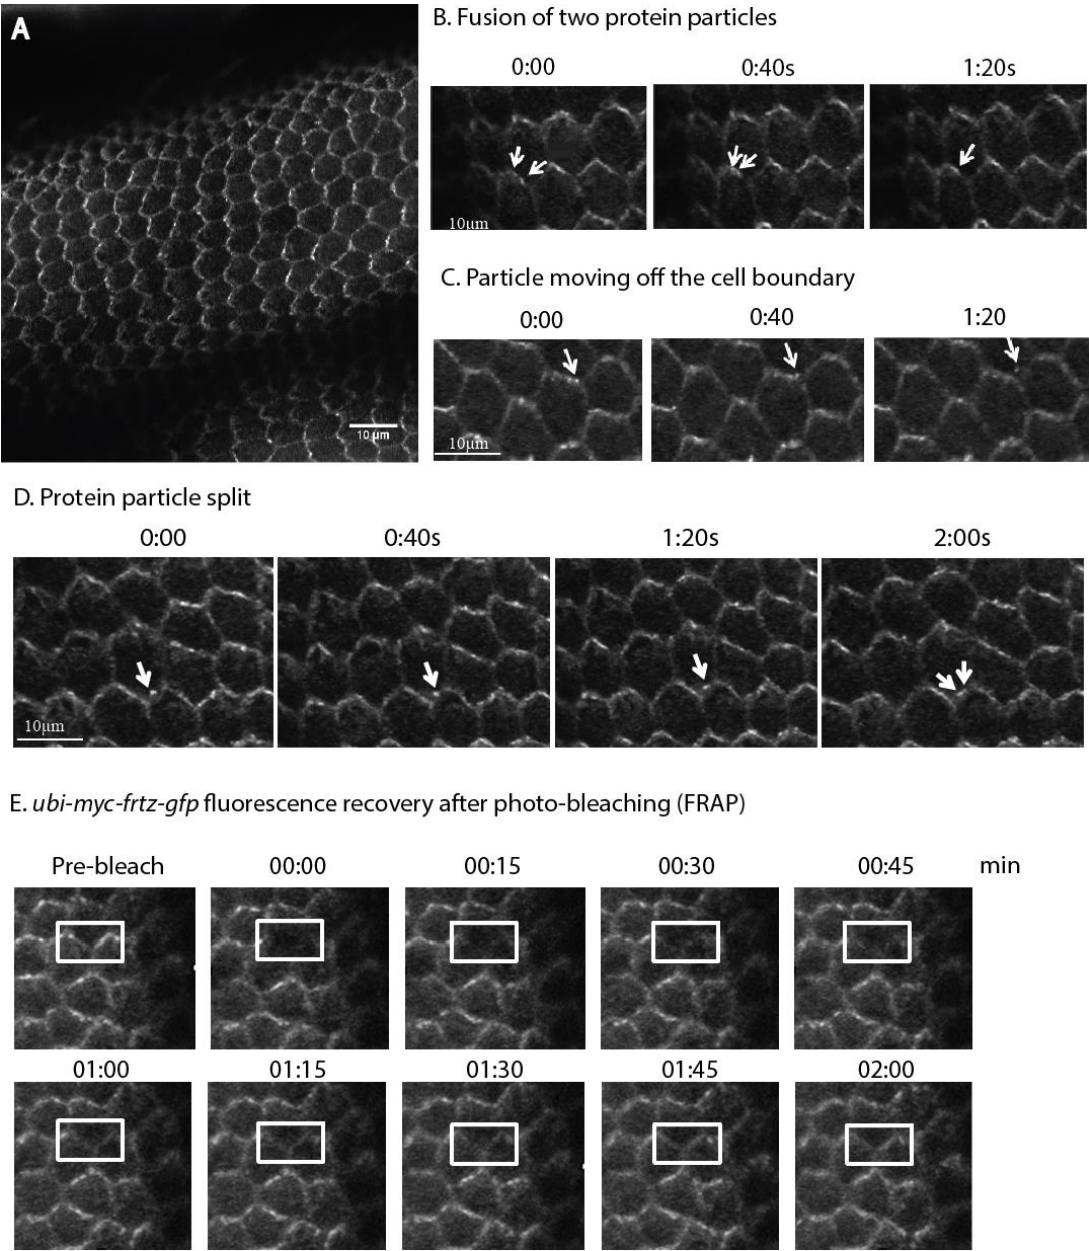 A
10 µm
B. Fusion of two protein particles
0:00 0:40s 1:20s
10µm
C. Particle moving off the cell boundary
0:00 0:40 1:20
10µm
D. Protein particle split
0:00 0:40s 1:20s 2:00s
10µm
E. ubi-myc-frtz-gfp fluorescence recovery after photo-bleaching (FRAP)
Pre-bleach 00:00 00:15 00:30 00:45 min
01:00 01:15 01:30 01:45 02:00